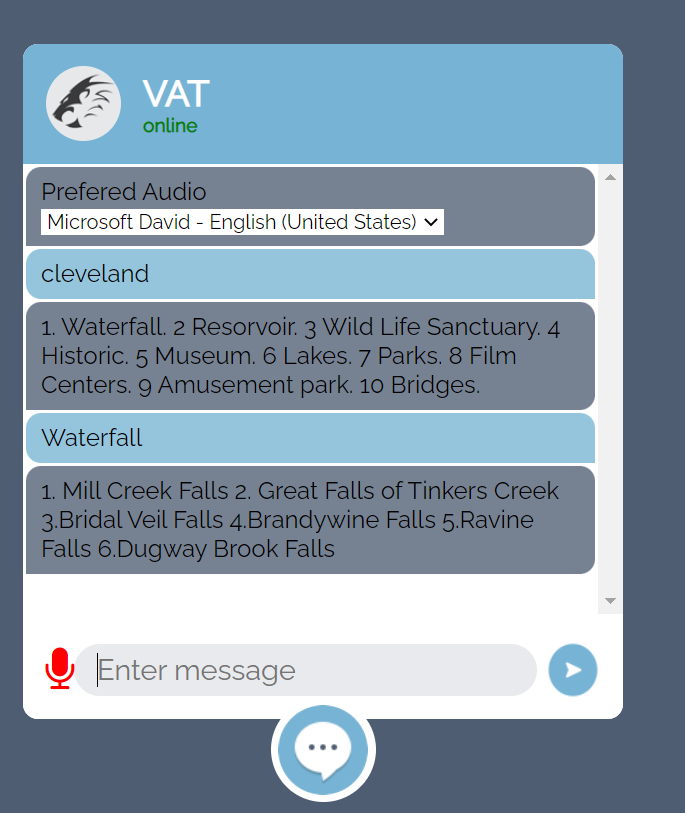 VAT
online
Prefered Audio
Microsoft David - English (United States)
cleveland
1. Waterfall. 2 Resorvoir. 3 Wild Life Sanctuary. 4
Historic. 5 Museum. 6 Lakes. 7 Parks. 8 Film
Centers. 9 Amusement park. 10 Bridges.
Waterfall
1. Mill Creek Falls 2. Great Falls of Tinkers Creek
3.Bridal Veil Falls 4.Brandywine Falls 5.Ravine
Falls 6.Dugway Brook Falls
Enter message